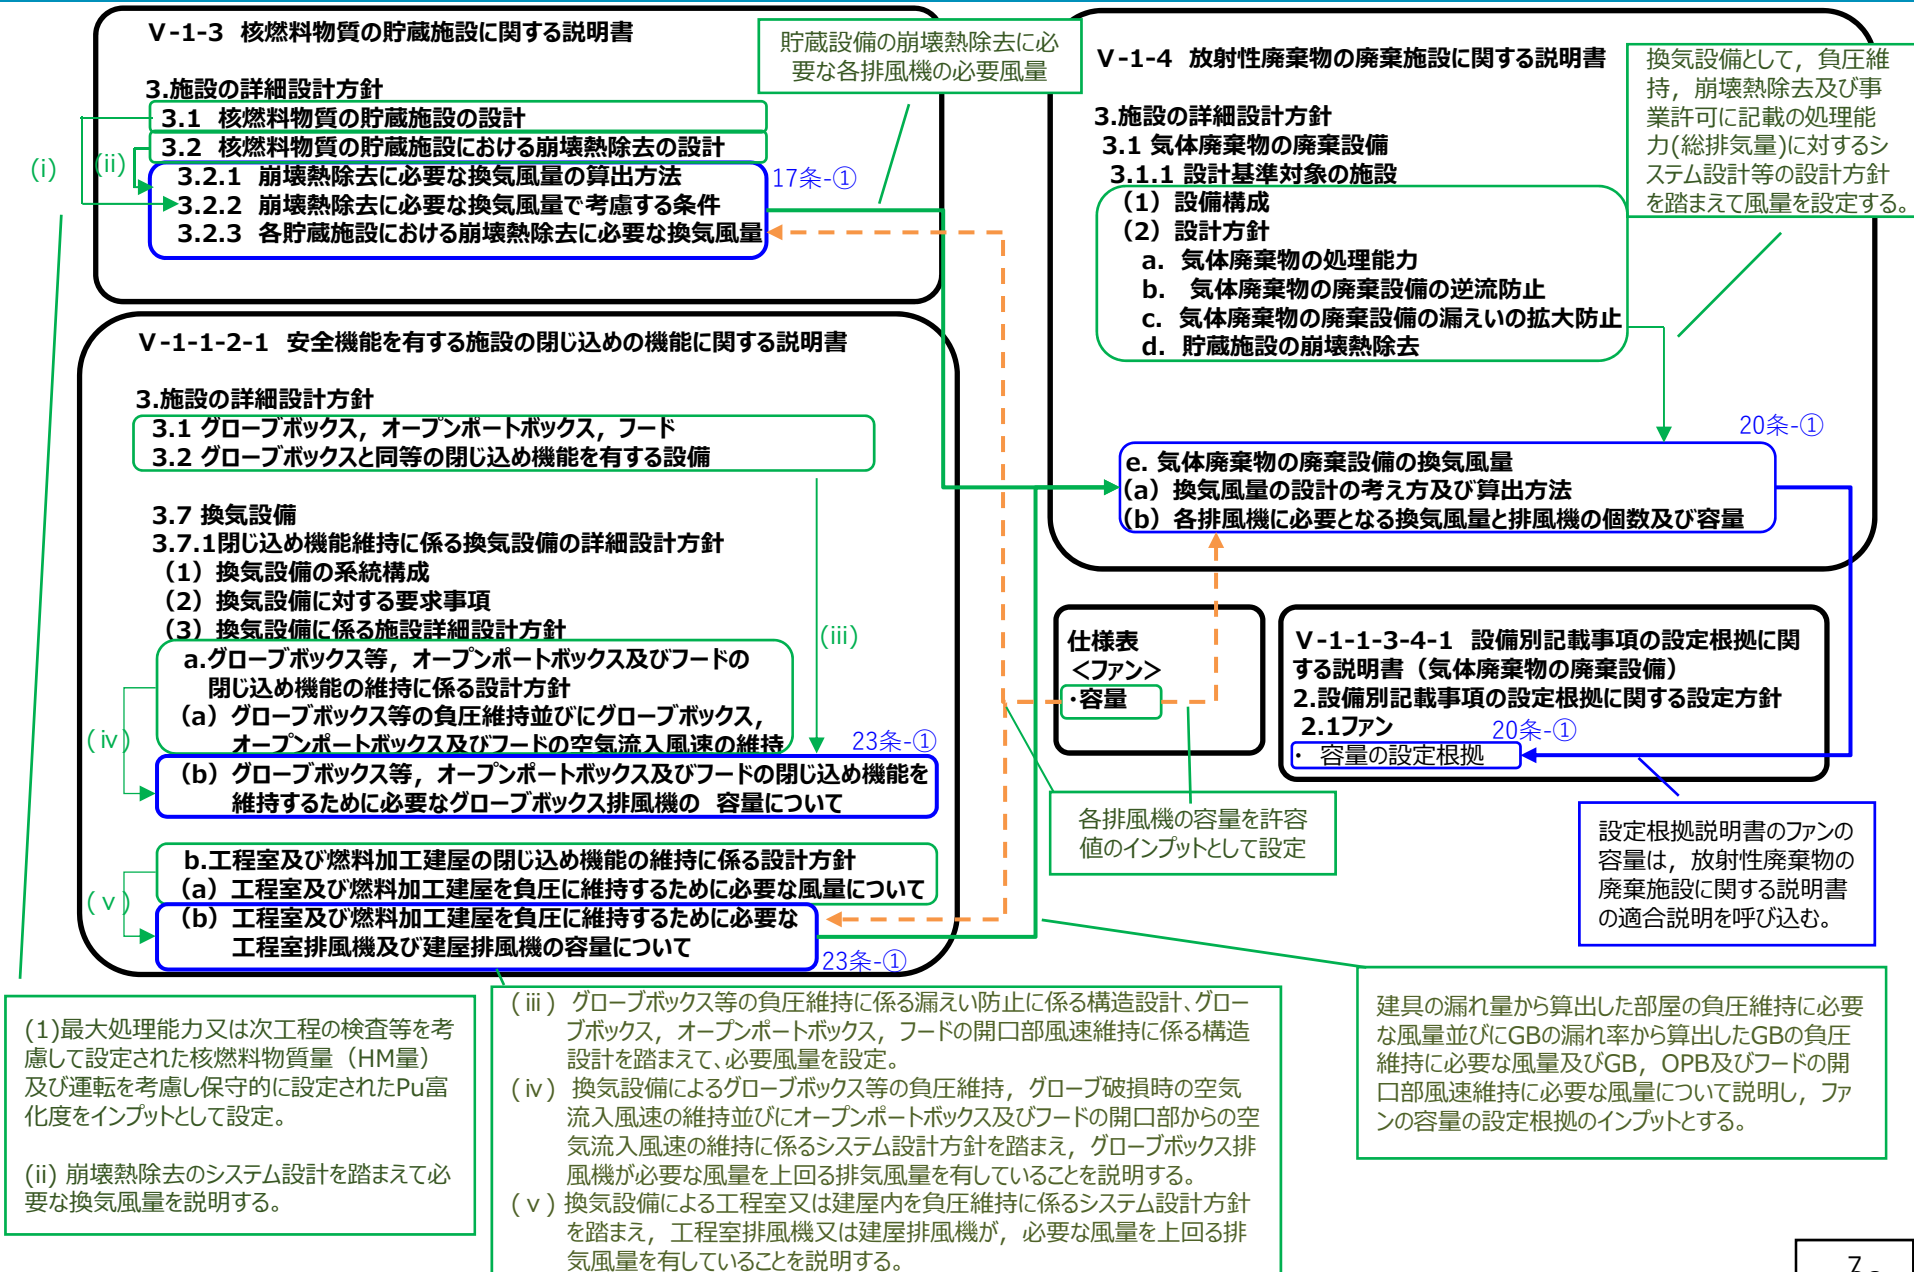 Ⅴ-1-3 核燃料物質の貯蔵施設に関する説明書
3.施設の詳細設計方針
3.1 核燃料物質の貯蔵施設の設計
3.2 核燃料物質の貯蔵施設における崩壊熱除去の設計
3.2.1 崩壊熱除去に必要な換気風量の算出方法
3.2.2 崩壊熱除去に必要な換気風量で考慮する条件
3.2.3 各貯蔵施設における崩壊熱除去に必要な換気風量
(i)
(ii)
17条-①
貯蔵設備の崩壊熱除去に必
要な各排風機の必要風量
Ⅴ-1-4 放射性廃棄物の廃棄施設に関する説明書
3.施設の詳細設計方針
3.1 気体廃棄物の廃棄設備
3.1.1 設計基準対象の施設
(1) 設備構成
(2) 設計方針
a. 気体廃棄物の処理能力
b. 気体廃棄物の廃棄設備の逆流防止
c. 気体廃棄物の廃棄設備の漏えいの拡大防止
d. 貯蔵施設の崩壊熱除去
換気設備として，負圧維
持，崩壊熱除去及び事
業許可に記載の処理能
力(総排気量)に対するシ
ステム設計等の設計方針
を踏まえて風量を設定する。
20条-①
e. 気体廃棄物の廃棄設備の換気風量
(a) 換気風量の設計の考え方及び算出方法
(b) 各排風機に必要となる換気風量と排風機の個数及び容量
Ⅴ-1-1-2-1 安全機能を有する施設の閉じ込めの機能に関する説明書
3.施設の詳細設計方針
3.1 グローブボックス，オープンポートボックス，フード
3.2 グローブボックスと同等の閉じ込め機能を有する設備
3.7 換気設備
3.7.1閉じ込め機能維持に係る換気設備の詳細設計方針
(1) 換気設備の系統構成
(2) 換気設備に対する要求事項
(3) 換気設備に係る施設詳細設計方針
(iii)
a.グローブボックス等，オープンポートボックス及びフードの
閉じ込め機能の維持に係る設計方針
(a) グローブボックス等の負圧維持並びにグローブボックス，
オープンポートボックス及びフードの空気流入風速の維持
(iv)
23条-①
(b) グローブボックス等，オープンポートボックス及びフードの閉じ込め機能を
維持するために必要なグローブボックス排風機の 容量について
b.工程室及び燃料加工建屋の閉じ込め機能の維持に係る設計方針
(a) 工程室及び燃料加工建屋を負圧に維持するために必要な風量について
(ⅴ)
(b) 工程室及び燃料加工建屋を負圧に維持するために必要な
工程室排風機及び建屋排風機の容量について
23条-①
仕様表
<ファン>
・容量
Ⅴ-1-1-3-4-1 設備別記載事項の設定根拠に関
する説明書（気体廃棄物の廃棄設備）
2.設備別記載事項の設定根拠に関する設定方針
2.1ファン
20条-①
・ 容量の設定根拠
各排風機の容量を許容
値のインプットとして設定
設定根拠説明書のファンの
容量は，放射性廃棄物の
廃棄施設に関する説明書
の適合説明を呼び込む。
(1)最大処理能力又は次工程の検査等を考
慮して設定された核燃料物質量（HM量）
及び運転を考慮し保守的に設定されたPu富
化度をインプットとして設定。
(ii) 崩壊熱除去のシステム設計を踏まえて必
要な換気風量を説明する。
(iii) グローブボックス等の負圧維持に係る漏えい防止に係る構造設計、グロー
ブボックス，オープンポートボックス，フードの開口部風速維持に係る構造
設計を踏まえて、必要風量を設定。
(iv) 換気設備によるグローブボックス等の負圧維持，グローブ破損時の空気
流入風速の維持並びにオープンポートボックス及びフードの開口部からの空
気流入風速の維持に係るシステム設計方針を踏まえ，グローブボックス排
風機が必要な風量を上回る排気風量を有していることを説明する。
(ⅴ) 換気設備による工程室又は建屋内を負圧維持に係るシステム設計方針
を踏まえ，工程室排風機又は建屋排風機が，必要な風量を上回る排
気風量を有していることを説明する。
建具の漏れ量から算出した部屋の負圧維持に必要
な風量並びにGBの漏れ率から算出したGBの負圧
維持に必要な風量及びGB，OPB及びフードの開
口部風速維持に必要な風量について説明し，ファ
ンの容量の設定根拠のインプットとする。